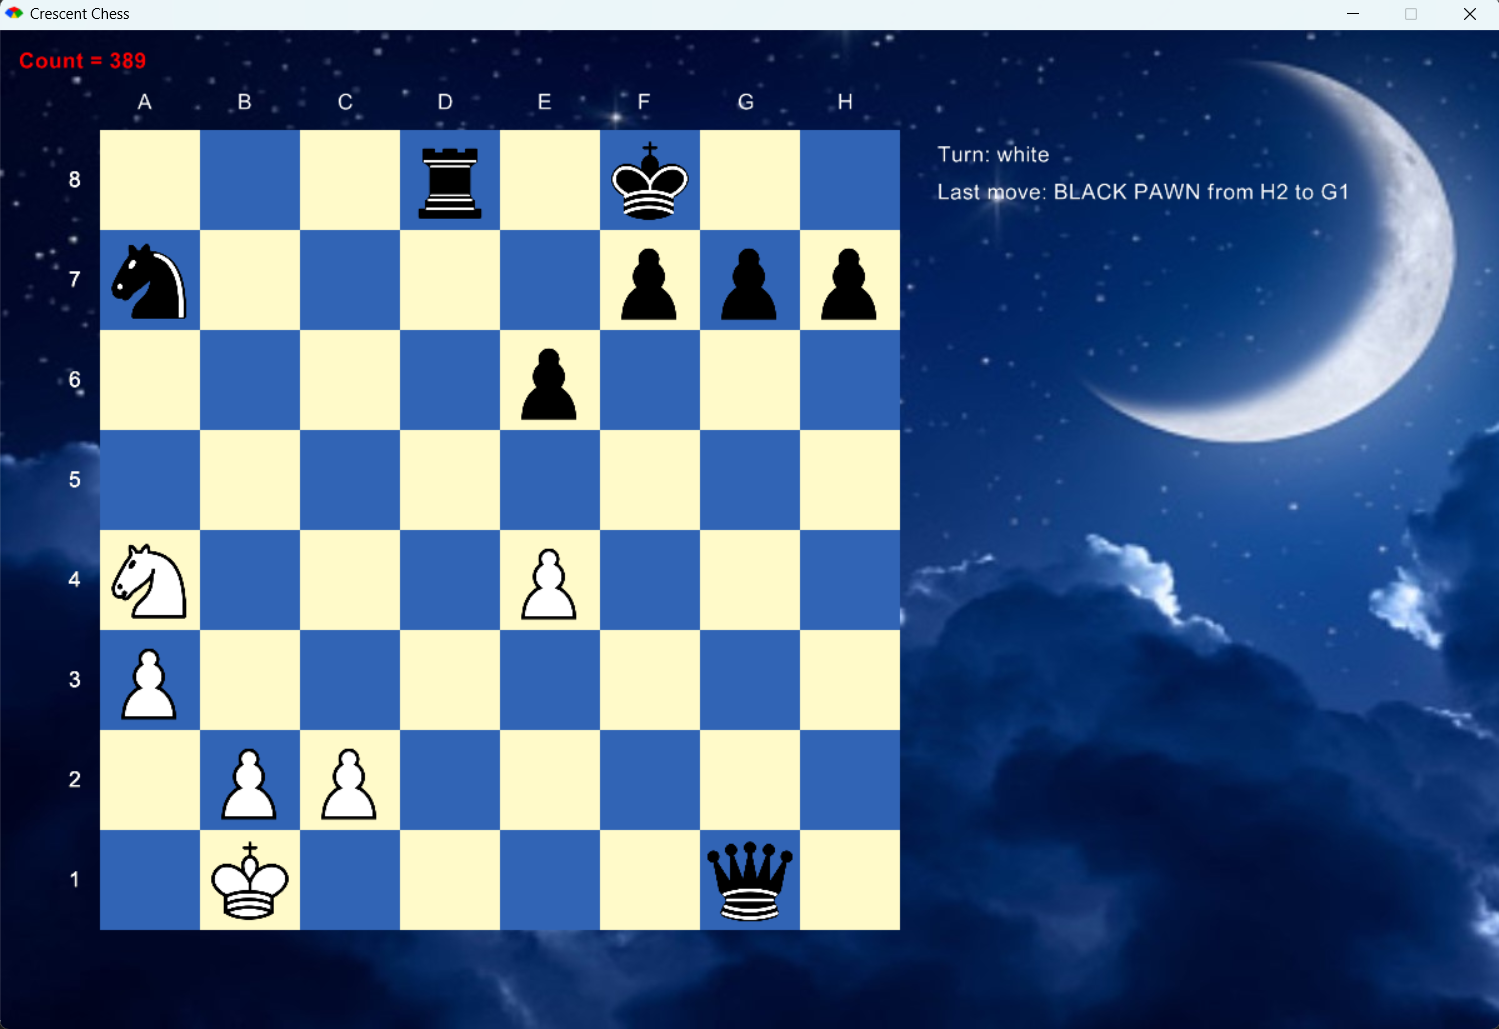 Crescent Chess
Count = 389
A B C D E F G H
Turn: white
8
Last move: BLACK PAWN from H2 to G1
7
6
5
4
3
2
1